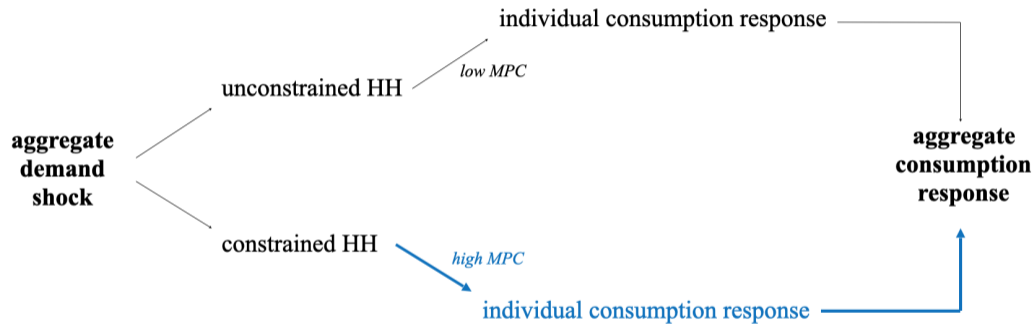 individual consumption response
low MPC
unconstrained HH
aggregate
demand
shock
aggregate
consumption
response
constrained HH
high MPC
individual consumption response